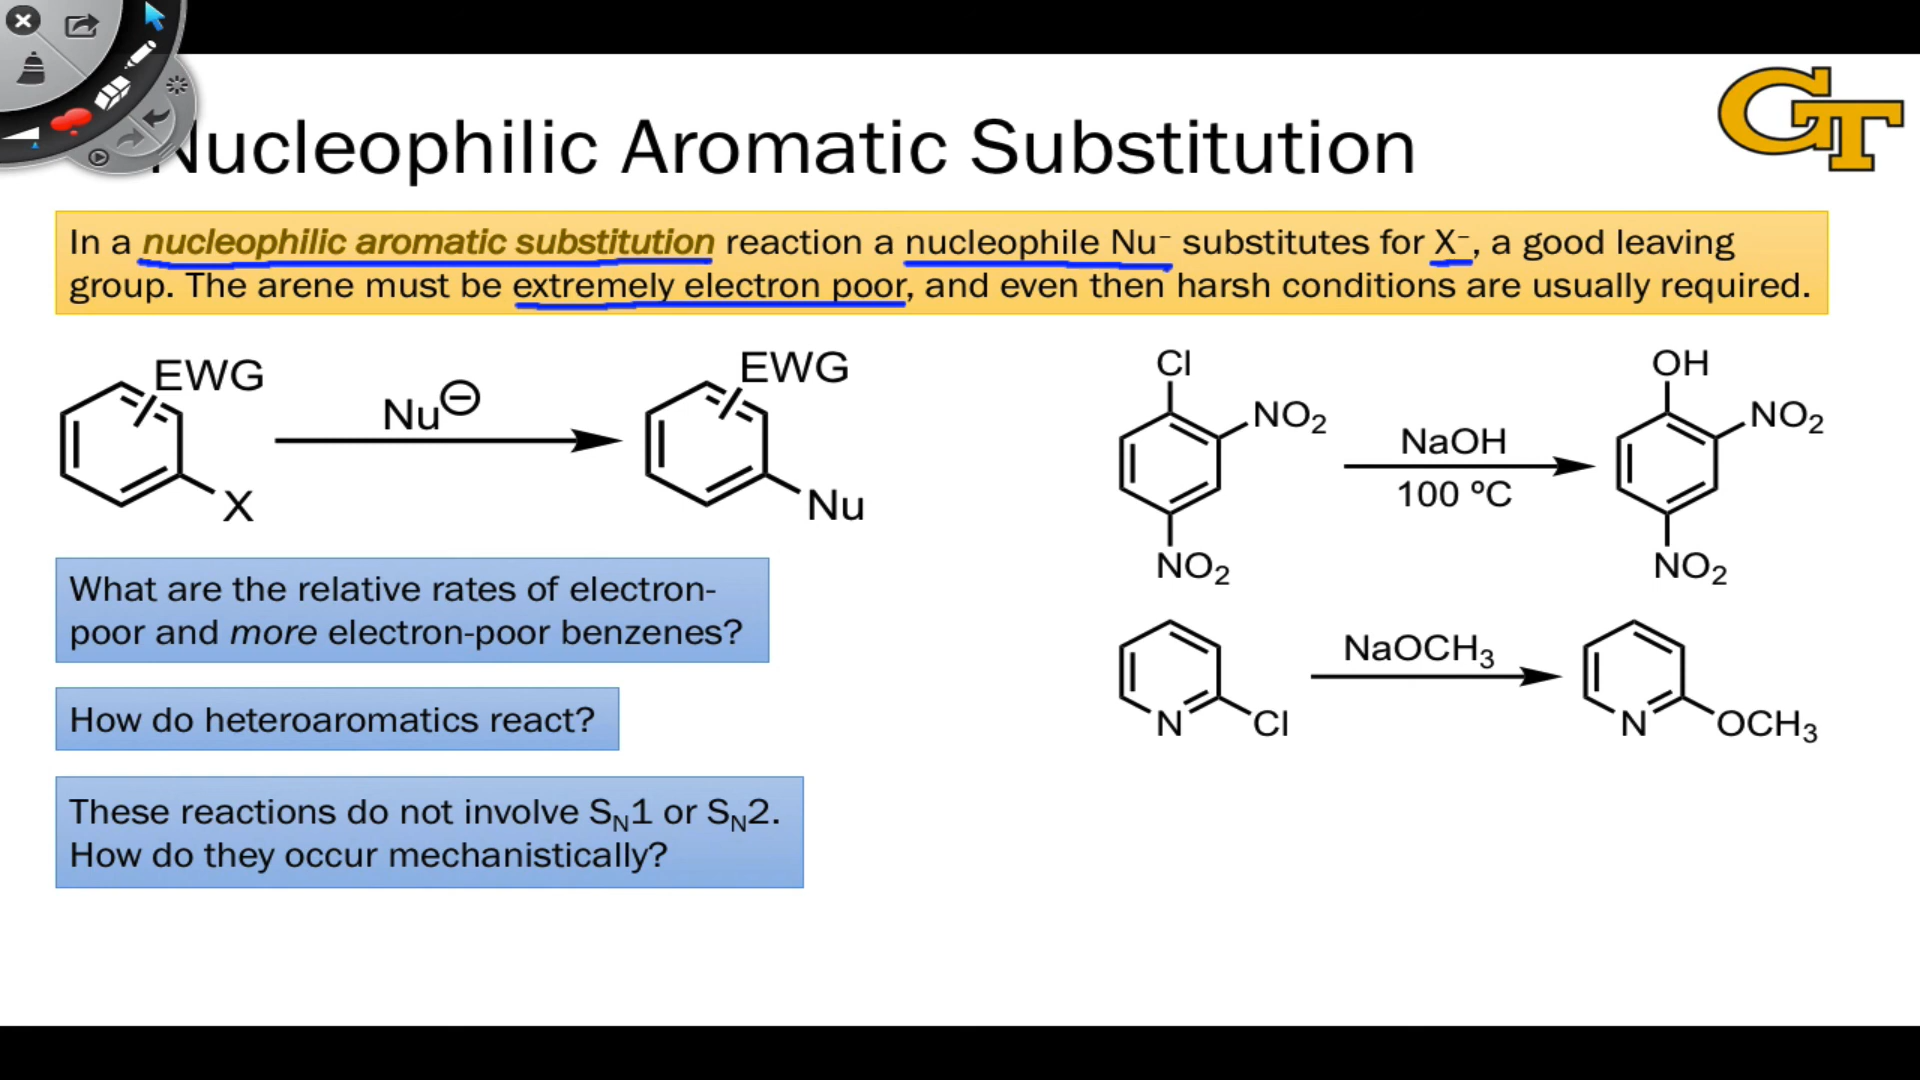 Nucleophilic Aromatic Substitution
GT
In a nucleophilic aromatic substitution reaction a nucleophile Nu⁻ substitutes for X⁻, a good leaving
group. The arene must be extremely electron poor, and even then harsh conditions are usually required.
EWG
X
Nu⊖
EWG
Nu
Cl
NO₂
NO₂
NaOH
100 ºC
OH
NO₂
NO₂
What are the relative rates of electron-
poor and more electron-poor benzenes?
N
Cl
NaOCH₃
N
OCH₃
How do heteroaromatics react?
These reactions do not involve Sₙ1 or Sₙ2.
How do they occur mechanistically?